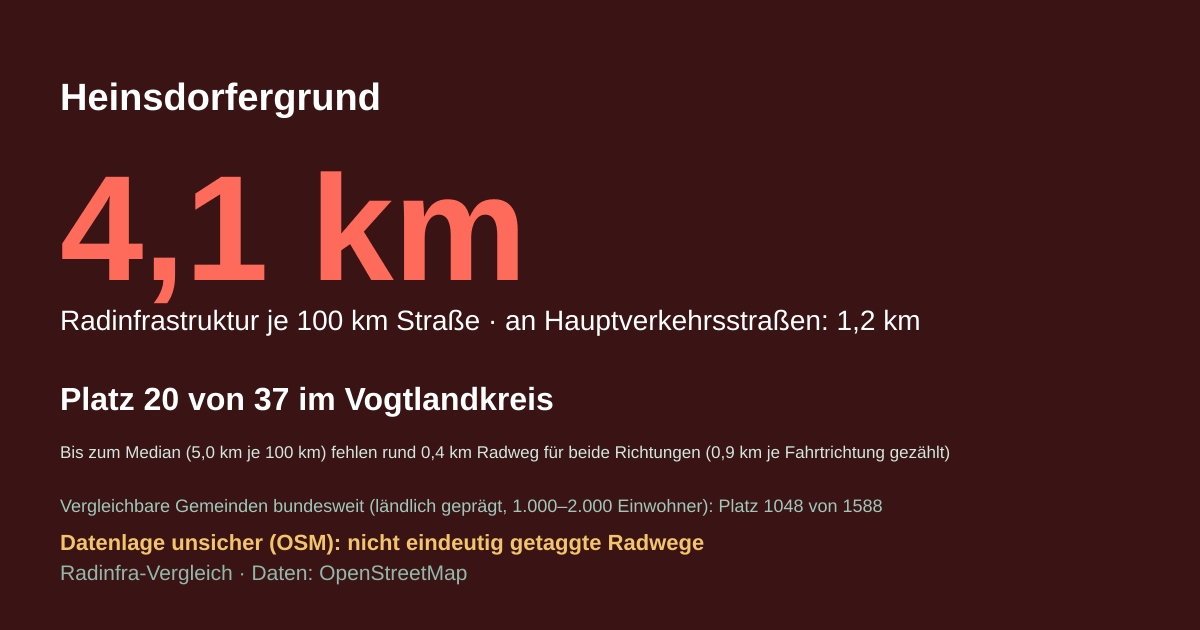 Heinsdorfergrund
4,1 km
Radinfrastruktur je 100 km Straße · an Hauptverkehrsstraßen: 1,2 km
Platz 20 von 37 im Vogtlandkreis
Bis zum Median (5,0 km je 100 km) fehlen rund 0,4 km Radweg für beide Richtungen (0,9 km je Fahrtrichtung gezählt)
Vergleichbare Gemeinden bundesweit (ländlich geprägt, 1.000–2.000 Einwohner): Platz 1048 von 1588
Datenlage unsicher (OSM): nicht eindeutig getaggte Radwege
Radinfra-Vergleich · Daten: OpenStreetMap